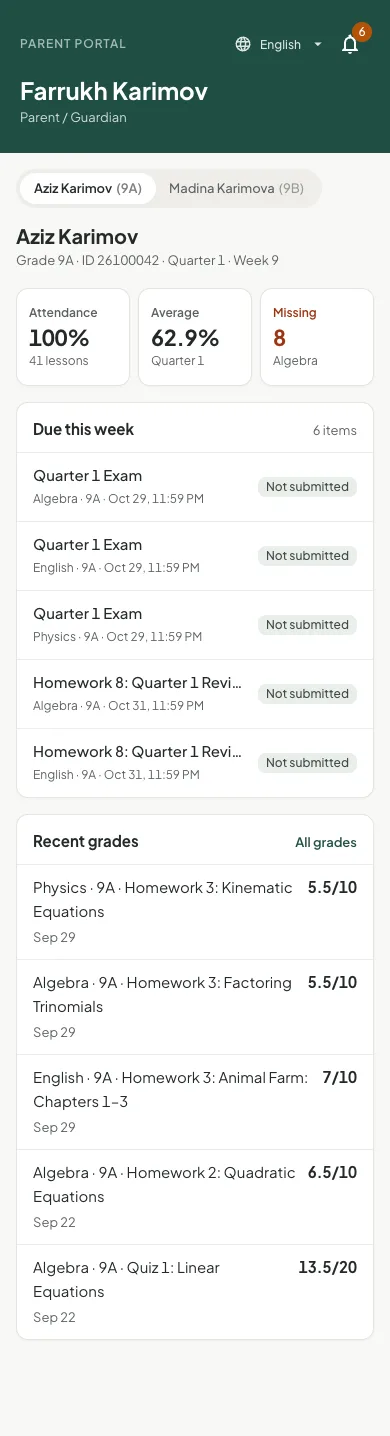 PARENT PORTAL
English
6
Farrukh Karimov
Parent / Guardian
Aziz Karimov (9A)
Madina Karimova (9B)
Aziz Karimov
Grade 9A · ID 26100042 · Quarter 1 · Week 9
Attendance
100%
41 lessons
Average
62.9%
Quarter 1
Missing
8
Algebra
Due this week
6 items
Quarter 1 Exam
Algebra · 9A · Oct 29, 11:59 PM
Not submitted
Quarter 1 Exam
English · 9A · Oct 29, 11:59 PM
Not submitted
Quarter 1 Exam
Physics · 9A · Oct 29, 11:59 PM
Not submitted
Homework 8: Quarter 1 Revi...
Algebra · 9A · Oct 31, 11:59 PM
Not submitted
Homework 8: Quarter 1 Revi...
English · 9A · Oct 31, 11:59 PM
Not submitted
Recent grades
All grades
Physics · 9A · Homework 3: Kinematic
Equations
5.5/10
Sep 29
Algebra · 9A · Homework 3: Factoring
Trinomials
5.5/10
Sep 29
English · 9A · Homework 3: Animal Farm:
Chapters 1–3
7/10
Sep 29
Algebra · 9A · Homework 2: Quadratic
Equations
6.5/10
Sep 22
Algebra · 9A · Quiz 1: Linear
Equations
13.5/20
Sep 22